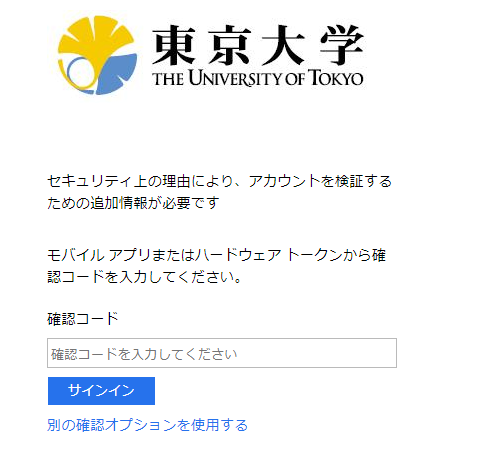 東京大学
THE UNIVERSITY OF TOKYO
セキュリティ上の理由により、アカウントを検証する
ための追加情報が必要です
モバイル アプリまたはハードウェア トークンから確
認コードを入力してください。
確認コード
確認コードを入力してください
サインイン
別の確認オプションを使用する